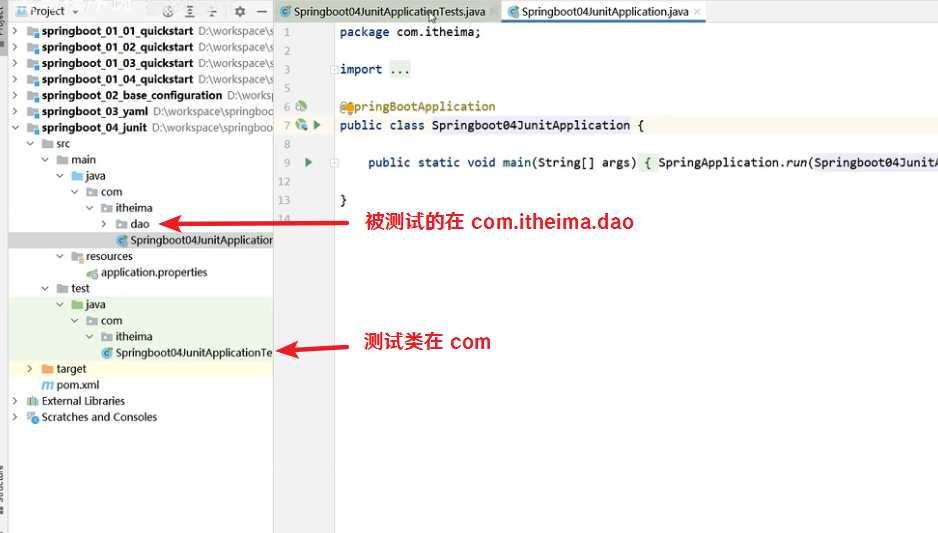 Project
springboot_01_01_quickstart D:\workspace\s
springboot_01_02_quickstart D:\workspace\s
springboot_01_03_quickstart D:\workspace\s
springboot_01_04_quickstart D:\workspace\s
springboot_02_base_configuration D:\works
springboot_03_yaml D:\workspace\springboo
springboot_04_junit D:\workspace\springboo
src
main
java
com
itheima
dao
Springboot04JunitApplication
resources
application.properties
test
java
com
itheima
Springboot04JunitApplicationTe
target
pom.xml
External Libraries
Scratches and Consoles
Springboot04JunitApplicationTests.java
Springboot04JunitApplication.java
1 package com.itheima;
2
3 import ...
5
6 @SpringBootApplication
7 public class Springboot04JunitApplication {
8
9 public static void main(String[] args) { SpringApplication.run(Springboot04JunitA
12
13 }
14
被测试的在 com.itheima.dao
测试类在 com